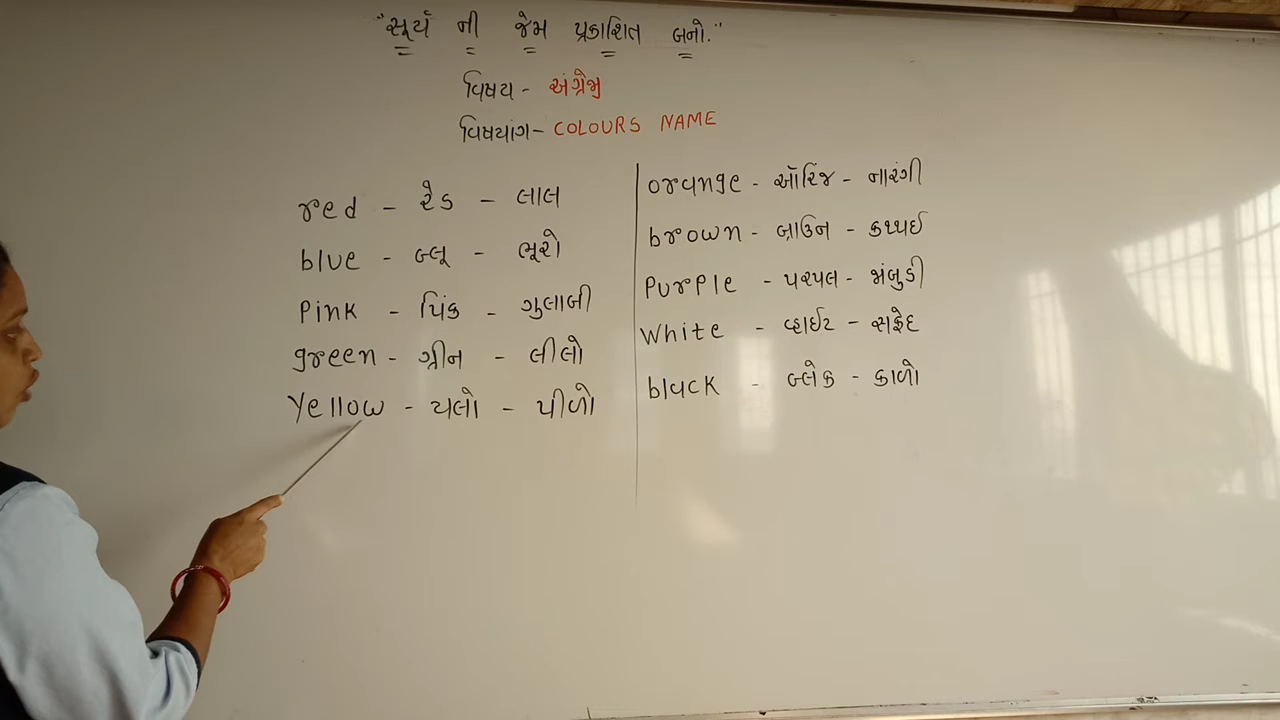 "સૂર્ય ની જેમ પ્રકાશિત બનો."
વિષય - અંગ્રેજી
વિષયાંગ- COLOURS NAME
red - રેડ - લાલ
blue - બ્લૂ - ભૂરો
Pink - પિંક - ગુલાબી
green - ગ્રીન - લીલો
Yellow - યલો - પીળો
orange - ઑરેંજ - નારંગી
brown - બ્રાઉન - કથ્થઈ
Purple - પરપલ - જાંબુડી
White - વ્હાઈટ - સફેદ
black - બ્લેક - કાળો